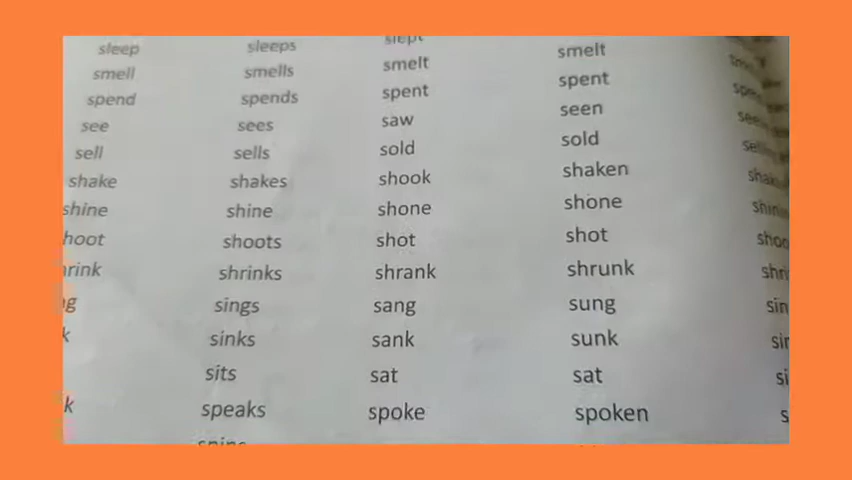 sleep sleeps slept
smell smells smelt smelt
spend spends spent spent
see sees saw seen
sell sells sold sold
shake shakes shook shaken
shine shine shone shone
hoot shoots shot shot
rink shrinks shrank shrunk
sings sang sung
k sinks sank sunk
sits sat sat
k speaks spoke spoken